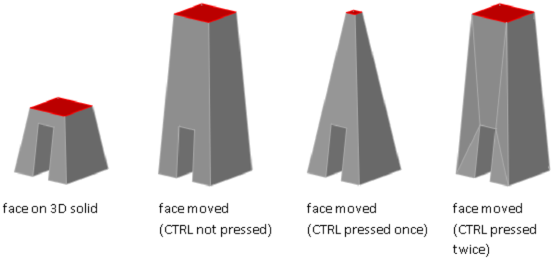 face on 3D solid
face moved
(CTRL not pressed)
face moved
(CTRL pressed once)
face moved
(CTRL pressed
twice)